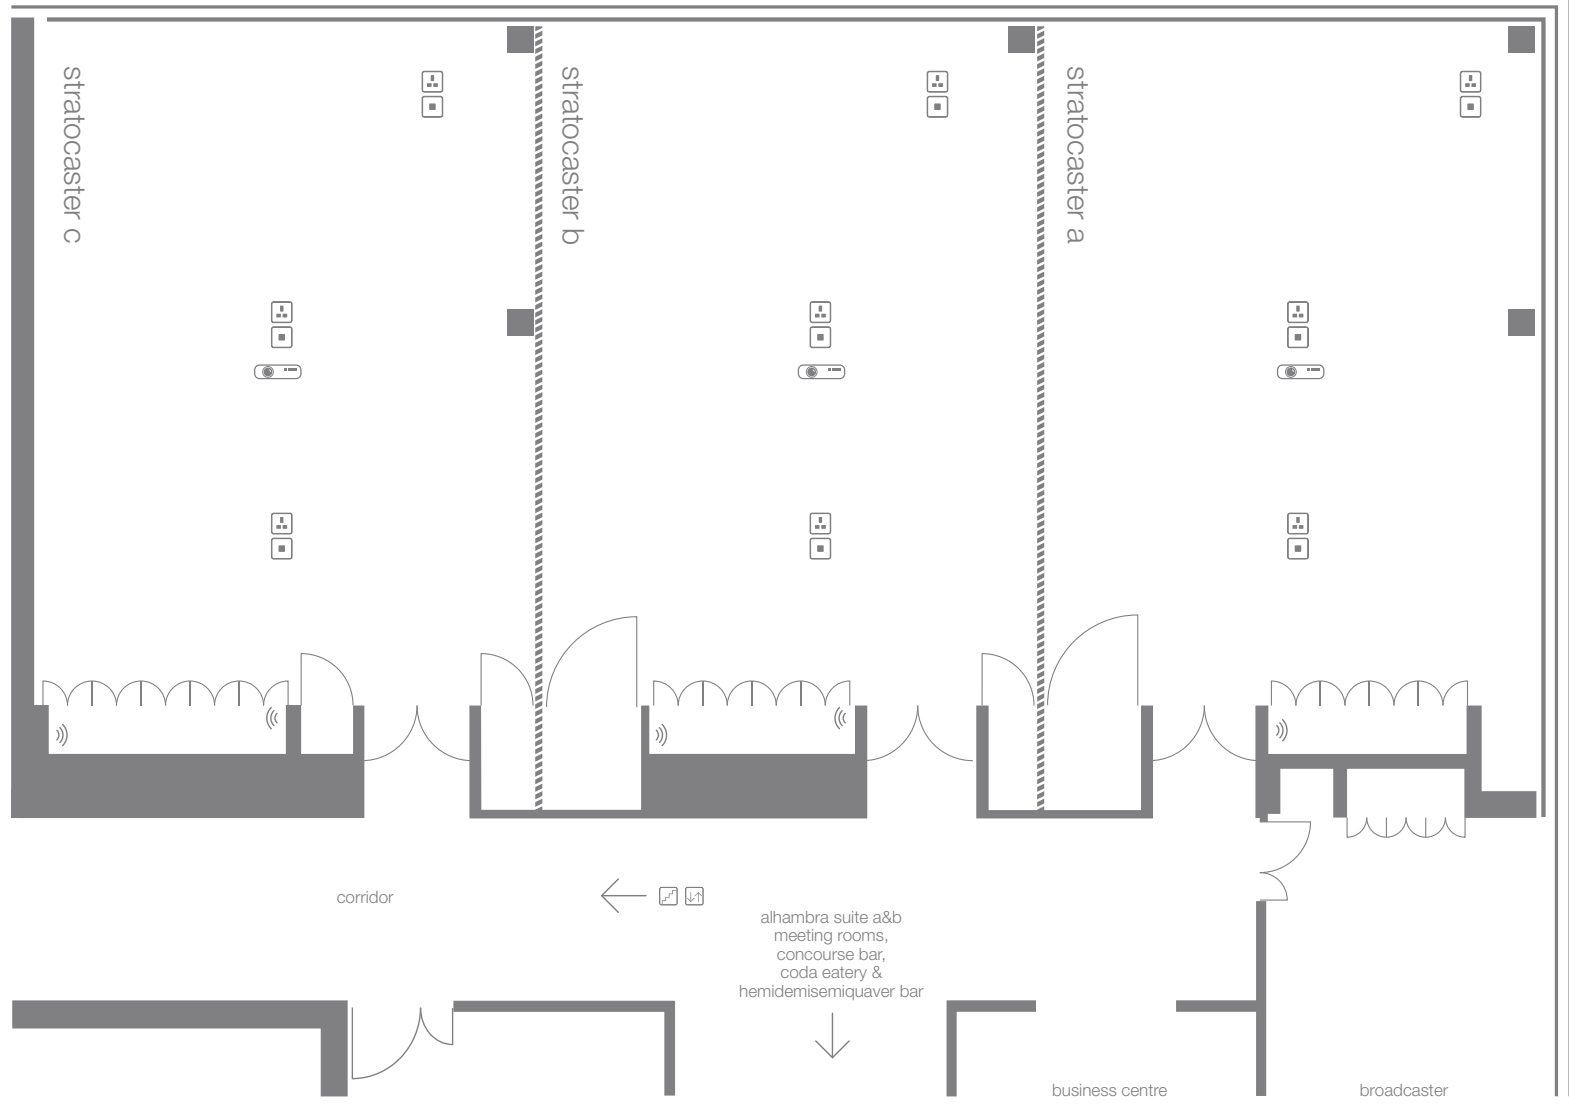 stratocaster c
stratocaster b
stratocaster a
corridor
alhambra suite a&b
meeting rooms,
concourse bar,
coda eatery &
hemidemisemiquaver bar
business centre
broadcaster